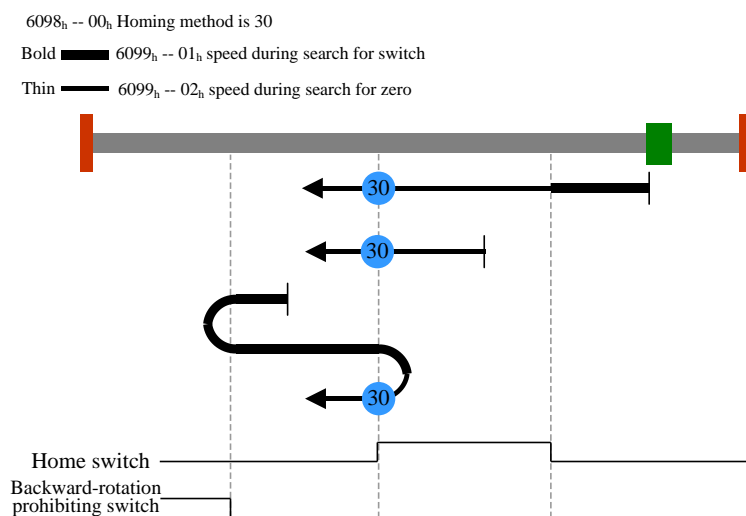 6098h -- 00h Homing method is 30
Bold 6099h -- 01h speed during search for switch
Thin 6099h -- 02h speed during search for zero
30
30
30
Home switch
Backward-rotation
prohibiting switch